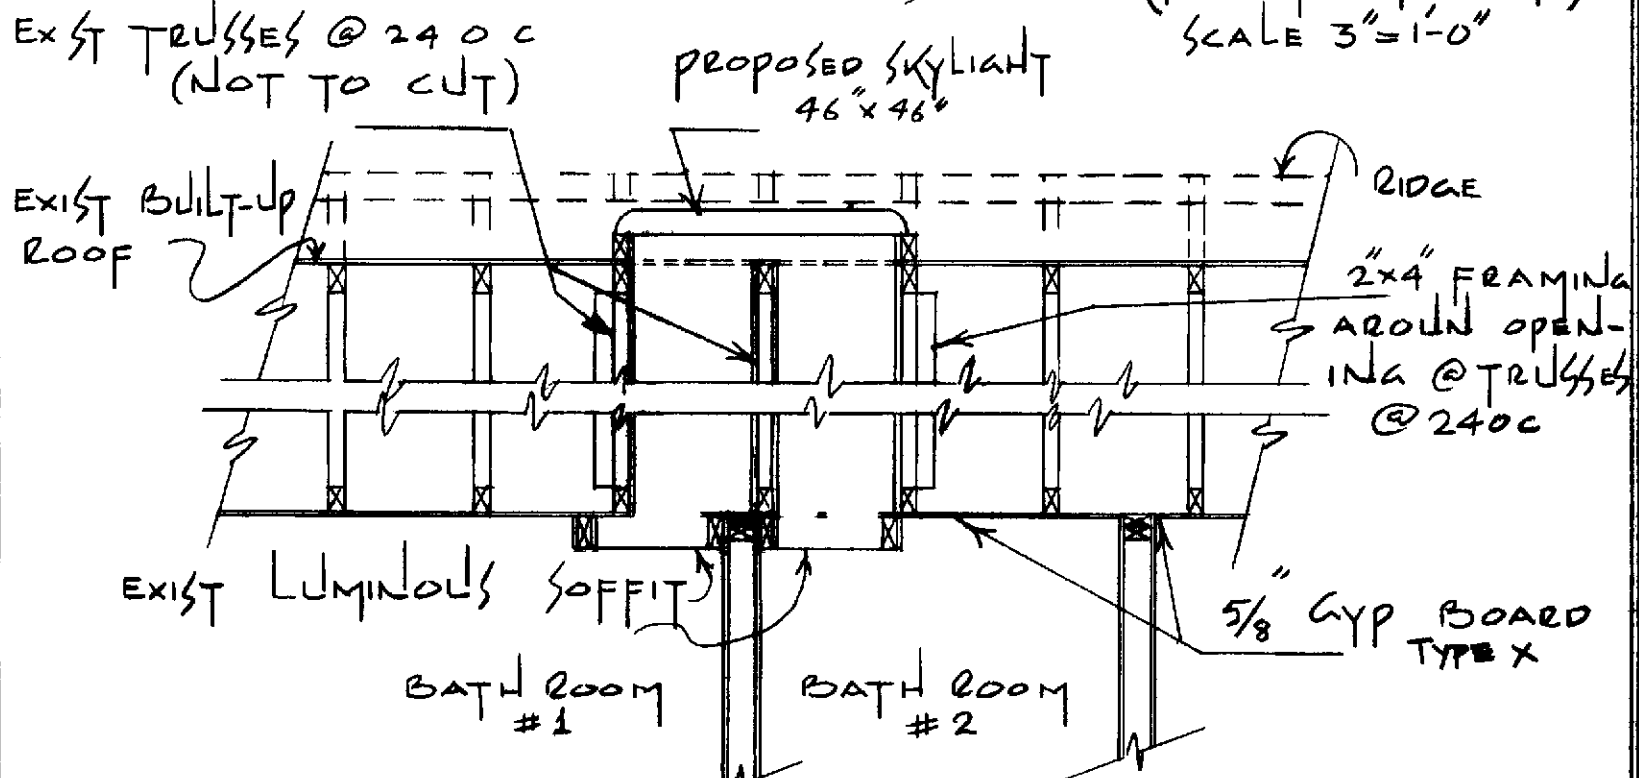 EXIST TRUSSES @ 24 O C
(NOT TO CUT)
SCALE 3"=1'-0"
PROPOSED SKYLIGHT
46"x46"
EXIST BUILT-UP
ROOF
RIDGE
2"x4" FRAMING
AROUN OPEN-
ING @ TRUSSES
@ 24 O C
EXIST LUMINOUS SOFFIT
5/8" GYP BOARD
TYPE X
BATH ROOM
#1
BATH ROOM
#2